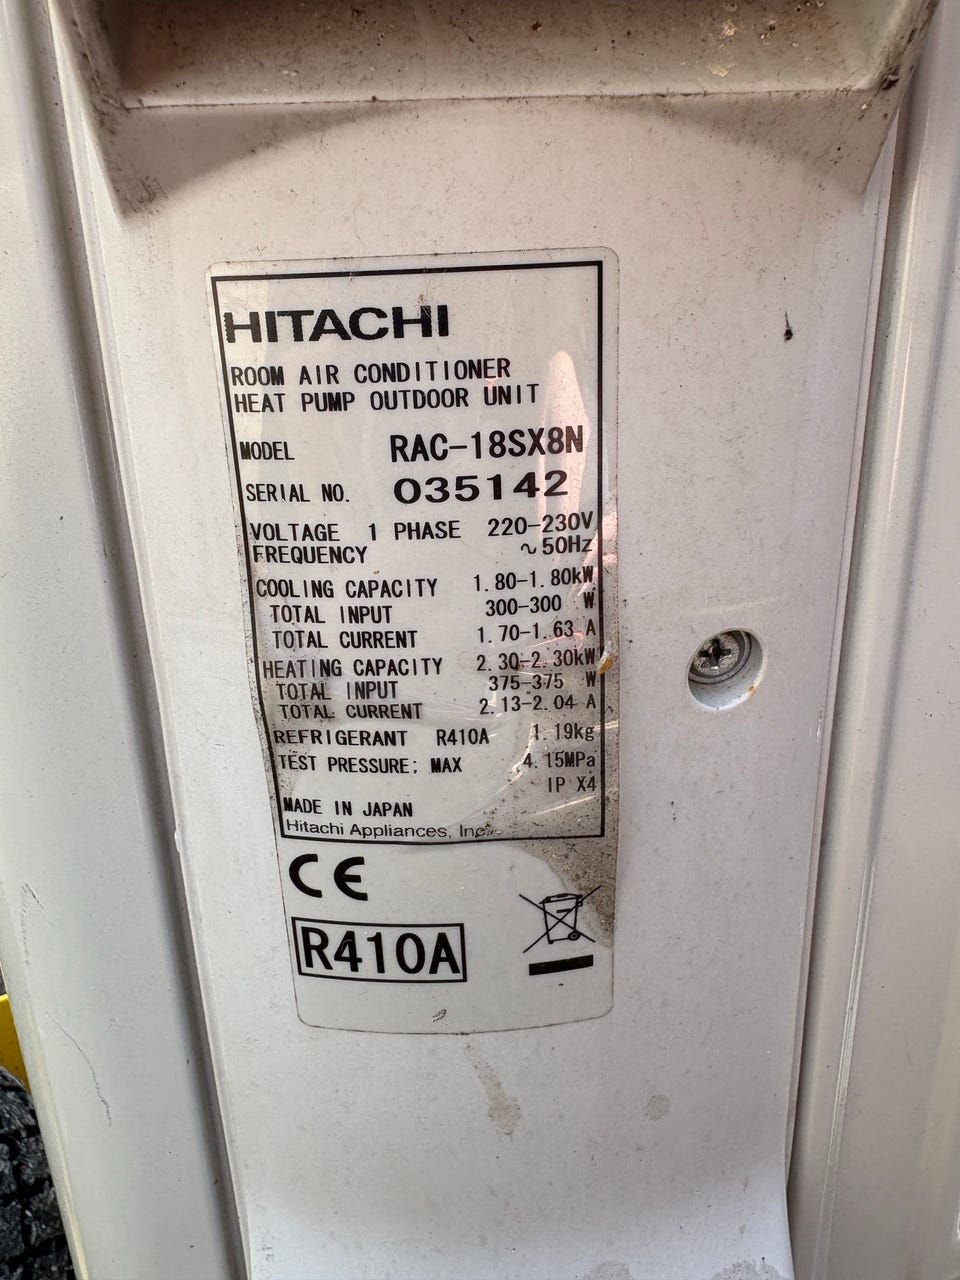 HITACHI
ROOM AIR CONDITIONER
HEAT PUMP OUTDOOR UNIT
MODEL RAC-18SX8N
SERIAL NO. 035142
VOLTAGE 1 PHASE 220-230V
FREQUENCY ~50Hz
COOLING CAPACITY 1.80-1.80kW
TOTAL INPUT 300-300 W
TOTAL CURRENT 1.70-1.63 A
HEATING CAPACITY 2.30-2.30kW
TOTAL INPUT 375-375 W
TOTAL CURRENT 2.13-2.04 A
REFRIGERANT R410A 1.19kg
TEST PRESSURE; MAX 4.15MPa
IP X4
MADE IN JAPAN
Hitachi Appliances, Inc.
CE
R410A